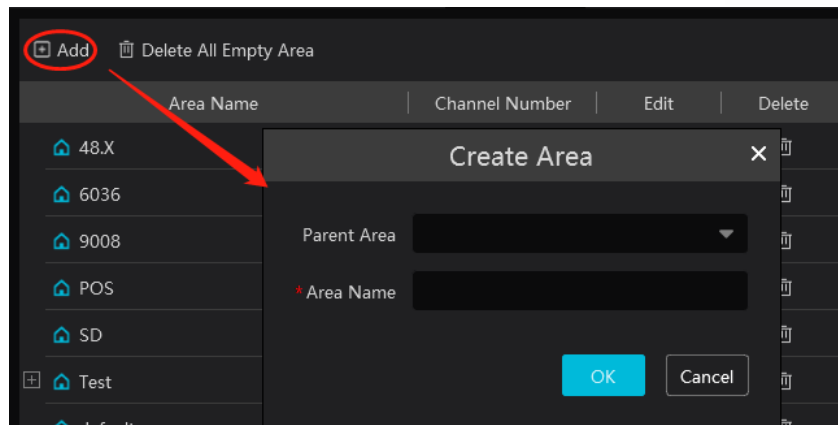 Add Delete All Empty Area
Area Name Channel Number Edit Delete
48.X
Create Area
6036
Parent Area
9008
POS
* Area Name
SD
Test
OK Cancel